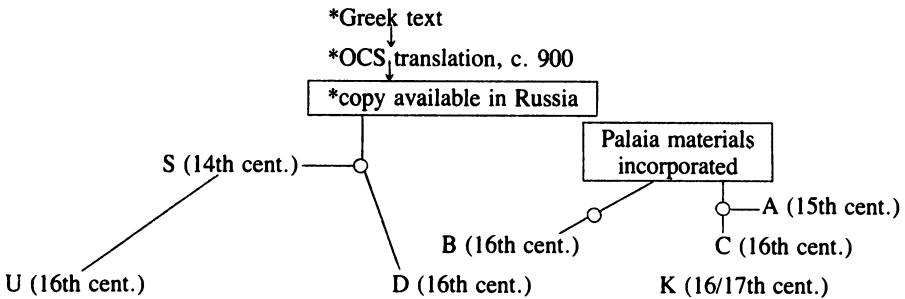 *Greek text
*OCS translation, c. 900
*copy available in Russia
Palaia materials
incorporated
S (14th cent.)
A (15th cent.)
B (16th cent.)
C (16th cent.)
U (16th cent.)
D (16th cent.)
K (16/17th cent.)